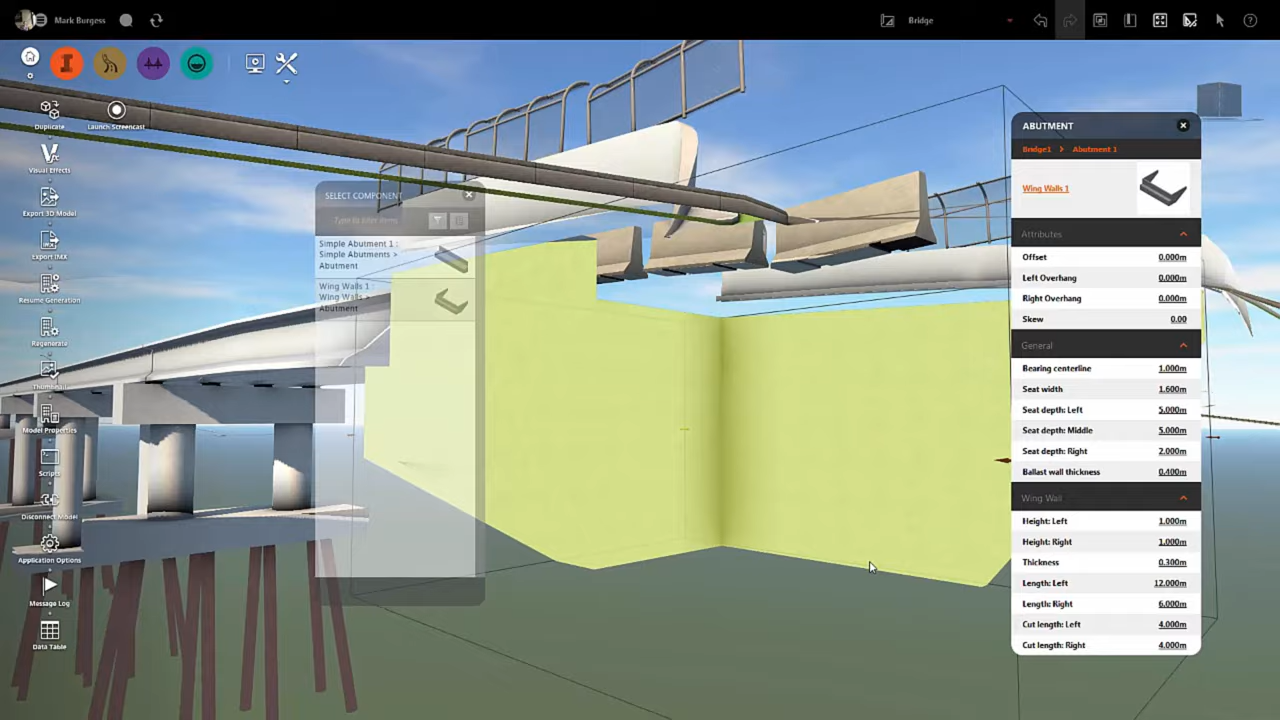 Mark Burgess
Bridge
Duplicate
Launch Screencast
Visual Effects
Export 3D Model
Export IMX
Resume Generation
Regenerate
Thumbnail
Model Properties
Scripts
Disconnect Model
Application Options
Message Log
Data Table
SELECT COMPONENT
Type to filter items
Simple Abutment 1 :
Simple Abutments >
Abutment
Wing Walls 1 :
Wing Walls >
Abutment
ABUTMENT
Bridge1 > Abutment 1
Wing Walls 1
Attributes
Offset 0.000m
Left Overhang 0.000m
Right Overhang 0.000m
Skew 0.00
General
Bearing centerline 1.000m
Seat width 1.600m
Seat depth: Left 5.000m
Seat depth: Middle 5.000m
Seat depth: Right 2.000m
Ballast wall thickness 0.400m
Wing Wall
Height: Left 1.000m
Height: Right 1.000m
Thickness 0.300m
Length: Left 12.000m
Length: Right 6.000m
Cut length: Left 4.000m
Cut length: Right 4.000m